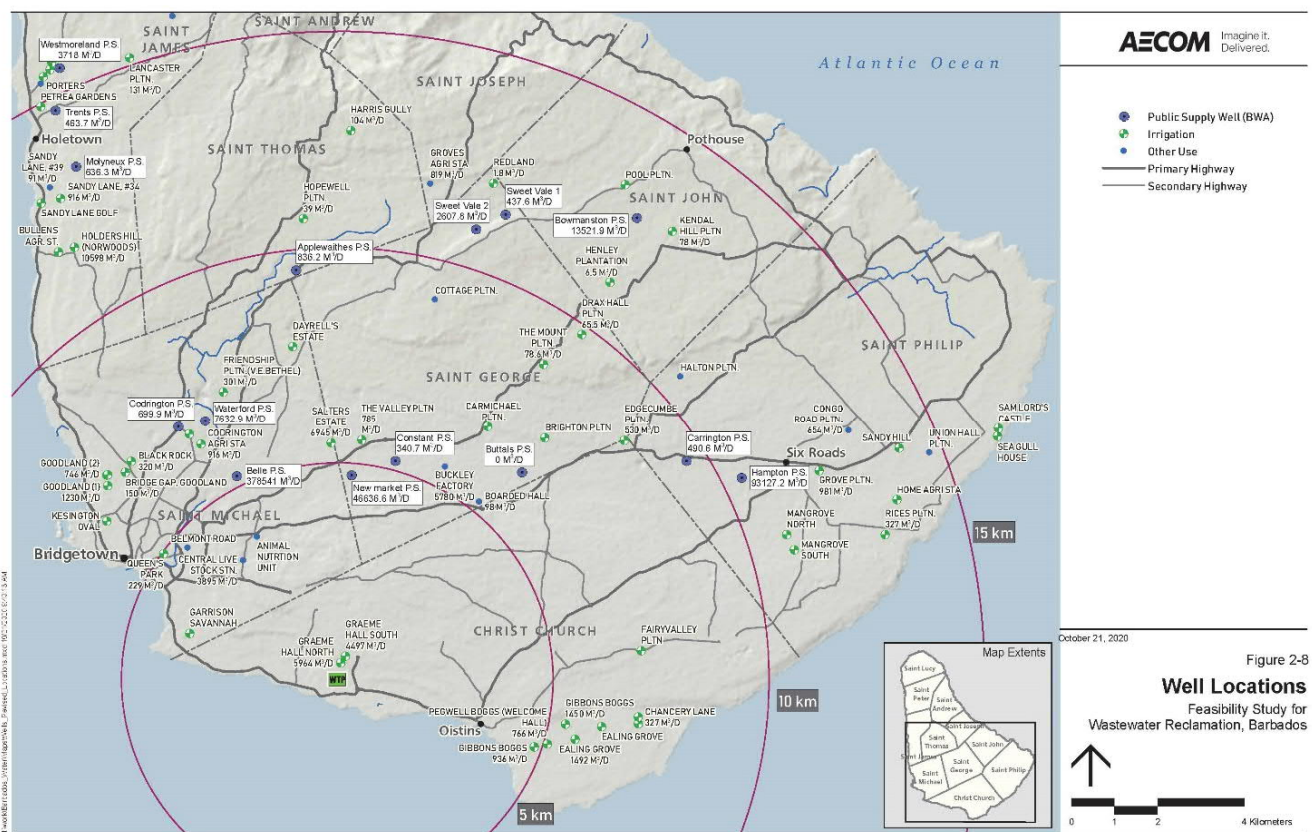 SAINT ANDREW
SAINT
JAMES
Westmoreland P.S.
3718 M³/D
LANCASTER
PLTN.
131 M³/D
PORTERS
PETREA GARDENS
Trents P.S.
463.7 M³/D
Holetown
SANDY
LANE, #39
91 M³/D
Molyneux P.S.
636.3 M³/D
SANDY LANE, #34
916 M³/D
SANDY LANE GOLF
BULLENS
AGR. ST.
HOLDERS HILL
(NORWOODS)
10598 M³/D
SAINT THOMAS
HARRIS GULLY
104 M³/D
HOPEWELL
PLTN.
39 M³/D
SAINT JOSEPH
GROVES
AGRI STA
819 M³/D
REDLAND
1.8 M³/D
Sweet Vale 1
437.6 M³/D
Sweet Vale 2
2607.8 M³/D
Applewaithes P.S.
836.2 M³/D
Atlantic Ocean
Pothouse
POOL PLTN.
SAINT JOHN
Bowmanston P.S.
13521.9 M³/D
KENDAL
HILL PLTN
78 M³/D
HENLEY
PLANTATION
6.5 M³/D
COTTAGE PLTN.
DRAX HALL
PLTN
65.5 M³/D
THE MOUNT
PLTN.
78.6 M³/D
DAYRELL'S
ESTATE
FRIENDSHIP
PLTN.(V.E.BETHEL)
301 M³/D
SAINT GEORGE
SAINT PHILIP
HALTON PLTN.
Codrington P.S.
699.9 M³/D
Waterford P.S.
7632.9 M³/D
CODRINGTON
AGRI STA
916 M³/D
SALTERS
ESTATE
6945 M³/D
THE VALLEY PLTN
785
M³/D
CARMICHAEL
PLTN.
BRIGHTON PLTN
EDGECUMBE
PLTN.
530 M³/D
CONGO
ROAD PLTN.
654 M³/D
SANDY HILL
UNION HALL
PLTN.
SAM LORD'S
CASTLE
SEA GULL
HOUSE
BLACK ROCK
320 M³/D
GOODLAND (2)
746 M³/D
GOODLAND (1)
1230 M³/D
BRIDGE GAP, GOODLAND
150 M³/D
Belle P.S.
378541 M³/D
Constant P.S.
340.7 M³/D
Buttals P.S.
0 M³/D
New market P.S.
46636.6 M³/D
BUCKLEY
FACTORY
5780 M³/D
BOARDED HALL
98 M³/D
Carrington P.S.
490.6 M³/D
Six Roads
Hampton P.S.
93127.2 M³/D
GROVE PLTN.
981 M³/D
HOME AGRI STA
RICES PLTN.
327 M³/D
MANGROVE
NORTH
MANGROVE
SOUTH
KESINGTON
OVAL
SAINT MICHAEL
Bridgetown
BELMONT ROAD
QUEEN'S
PARK
229 M³/D
CENTRAL LIVE
STOCK STN.
3895 M³/D
ANIMAL
NUTRITION
UNIT
GARRISON
SAVANNAH
GRAEME
HALL NORTH
5964 M³/D
GRAEME
HALL SOUTH
4497 M³/D
WTP
CHRIST CHURCH
FAIRYVALLEY
PLTN
Oistins
PEGWELL BOGGS (WELCOME
HALL)
766 M³/D
GIBBONS BOGGS
936 M³/D
GIBBONS BOGGS
1450 M³/D
EALING GROVE
EALING GROVE
1492 M³/D
CHANCERY LANE
327 M³/D
5 km
10 km
15 km
Map Extents
Saint Lucy
Saint
Peter
Saint
Andrew
Saint Joseph
Saint
Thomas
Saint John
Saint James
Saint
Michael
Saint
George
Saint Philip
Christ Church
AECOM
Imagine it.
Delivered.
Public Supply Well (BWA)
Irrigation
Other Use
Primary Highway
Secondary Highway
October 21, 2020
Figure 2-8
Well Locations
Feasibility Study for
Wastewater Reclamation, Barbados
0 1 2 4 Kilometers